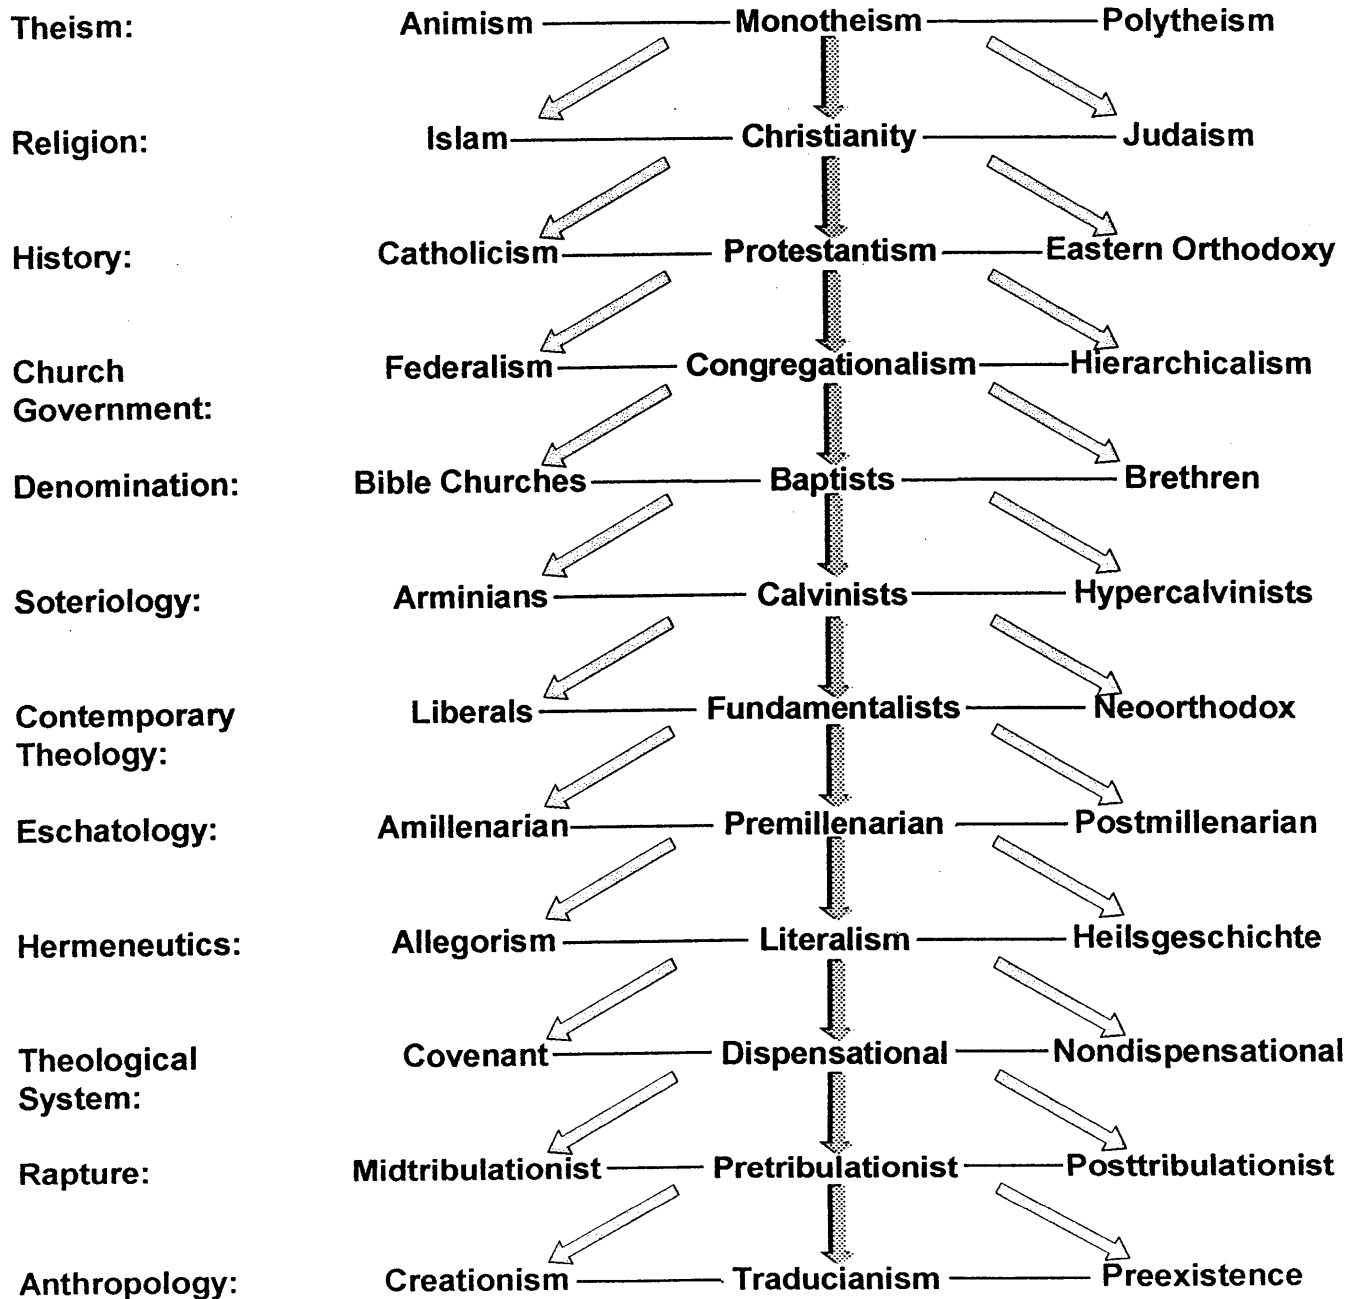 Theism: Animism Monotheism Polytheism
Religion: Islam Christianity Judaism
History: Catholicism Protestantism Eastern Orthodoxy
Church
Government: Federalism Congregationalism Hierarchicalism
Denomination: Bible Churches Baptists Brethren
Soteriology: Arminians Calvinists Hypercalvinists
Contemporary
Theology: Liberals Fundamentalists Neoorthodox
Eschatology: Amillenarian Premillenarian Postmillenarian
Hermeneutics: Allegorism Literalism Heilsgeschichte
Theological
System: Covenant Dispensational Nondispensational
Rapture: Midtribulationist Pretribulationist Posttribulationist
Anthropology: Creationism Traducianism Preexistence